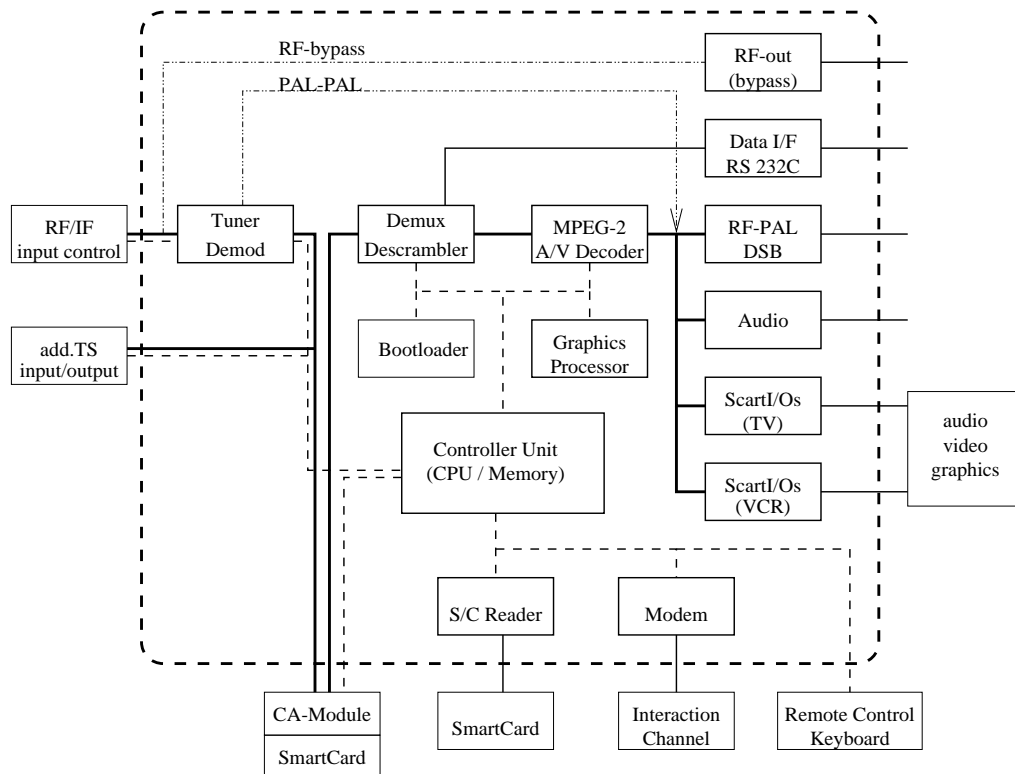 RF-bypass
RF-out
(bypass)
PAL-PAL
Data I/F
RS 232C
RF/IF
input control
Tuner
Demod
Demux
Descrambler
MPEG-2
A/V Decoder
RF-PAL
DSB
add.TS
input/output
Bootloader
Graphics
Processor
Audio
ScartI/Os
(TV)
audio
video
graphics
Controller Unit
(CPU / Memory)
ScartI/Os
(VCR)
S/C Reader
Modem
CA-Module
SmartCard
SmartCard
Interaction
Channel
Remote Control
Keyboard